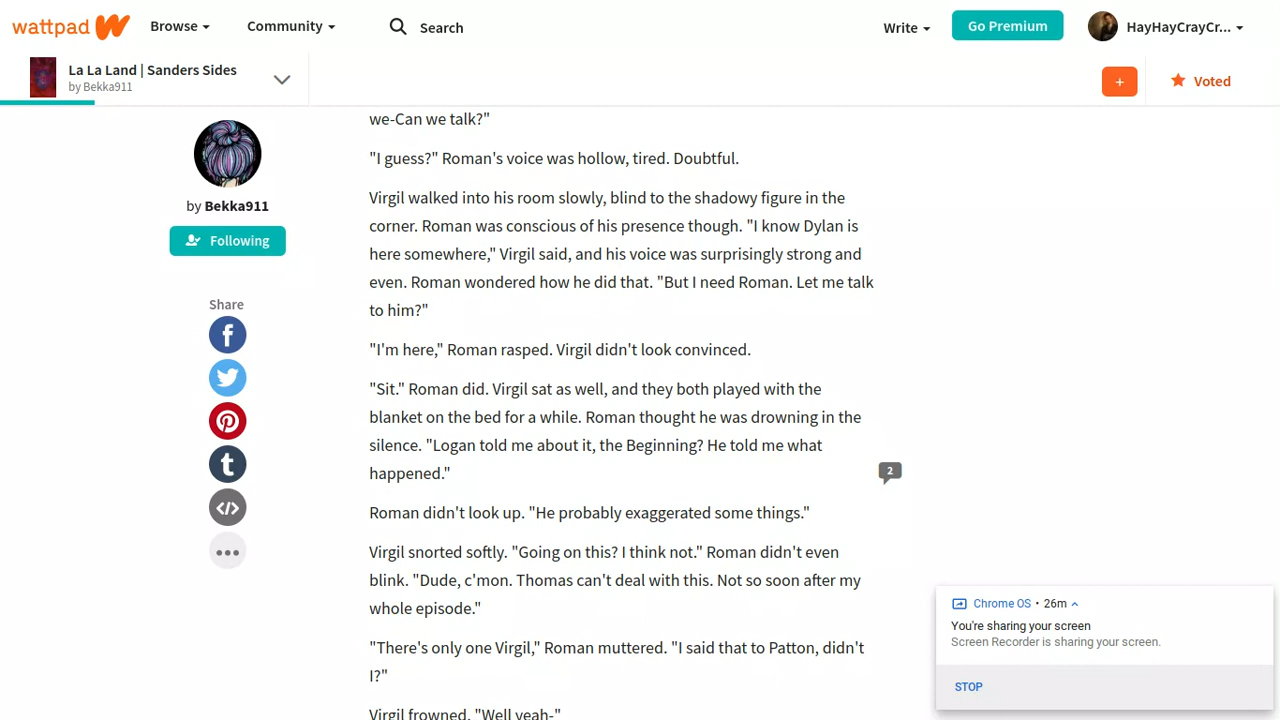 wattpad
Browse
Community
Search
Write
Go Premium
HayHayCrayCr...
La La Land | Sanders Sides
by Bekka911
+
Voted
by Bekka911
Following
Share
we-Can we talk?"
"I guess?" Roman's voice was hollow, tired. Doubtful.
Virgil walked into his room slowly, blind to the shadowy figure in the
corner. Roman was conscious of his presence though. "I know Dylan is
here somewhere," Virgil said, and his voice was surprisingly strong and
even. Roman wondered how he did that. "But I need Roman. Let me talk
to him?"
"I'm here," Roman rasped. Virgil didn't look convinced.
"Sit." Roman did. Virgil sat as well, and they both played with the
blanket on the bed for a while. Roman thought he was drowning in the
silence. "Logan told me about it, the Beginning? He told me what
happened."
2
Roman didn't look up. "He probably exaggerated some things."
Virgil snorted softly. "Going on this? I think not." Roman didn't even
blink. "Dude, c'mon. Thomas can't deal with this. Not so soon after my
whole episode."
"There's only one Virgil," Roman muttered. "I said that to Patton, didn't
I?"
Virgil frowned. "Well yeah-"
Chrome OS • 26m
You're sharing your screen
Screen Recorder is sharing your screen.
STOP